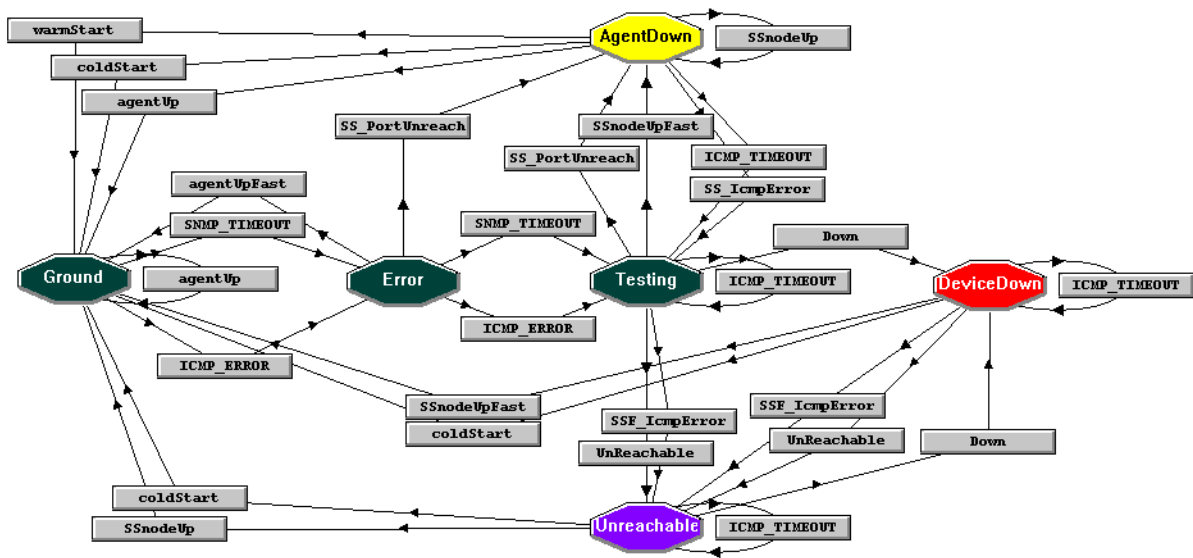 warmStart
AgentDown
SSnodeUp
coldStart
agentUp
SS_PortUnreach
SSnodeUpFast
SS_PortUnreach
ICMP_TIMEOUT
agentUpFast
SS_IcmpError
SNMP_TIMEOUT
SNMP_TIMEOUT
Down
Ground
agentUp
Error
Testing
ICMP_TIMEOUT
DeviceDown
ICMP_TIMEOUT
ICMP_ERROR
ICMP_ERROR
SSnodeUpFast
SSF_IcmpError
SSF_IcmpError
coldStart
UnReachable
UnReachable
Down
coldStart
SSnodeUp
Unreachable
ICMP_TIMEOUT